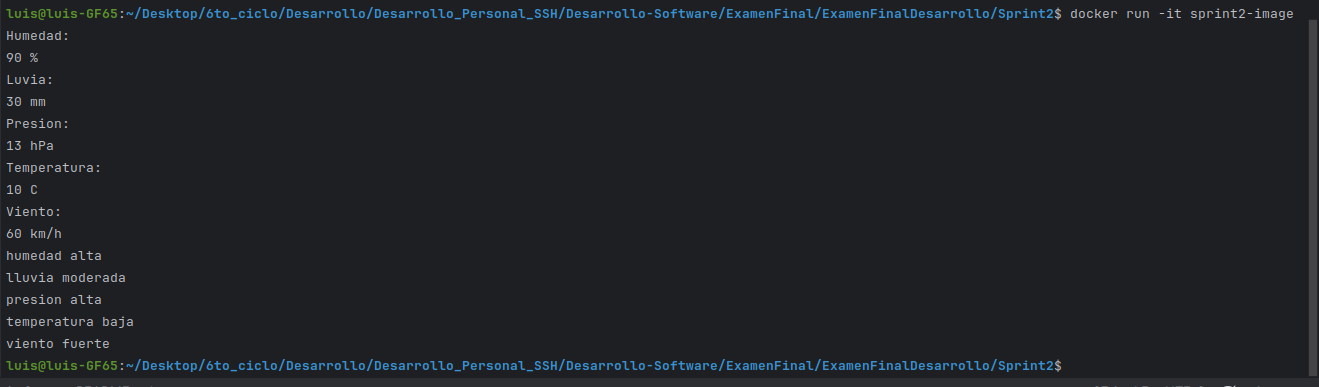 luis@luis-GF65:~/Desktop/6to_ciclo/Desarrollo/Desarrollo_Personal_SSH/Desarrollo-Software/ExamenFinal/ExamenFinalDesarrollo/Sprint2$ docker run -it sprint2-image
Humedad:
90 %
Luvia:
30 mm
Presion:
13 hPa
Temperatura:
10 C
Viento:
60 km/h
humedad alta
lluvia moderada
presion alta
temperatura baja
viento fuerte
luis@luis-GF65:~/Desktop/6to_ciclo/Desarrollo/Desarrollo_Personal_SSH/Desarrollo-Software/ExamenFinal/ExamenFinalDesarrollo/Sprint2$